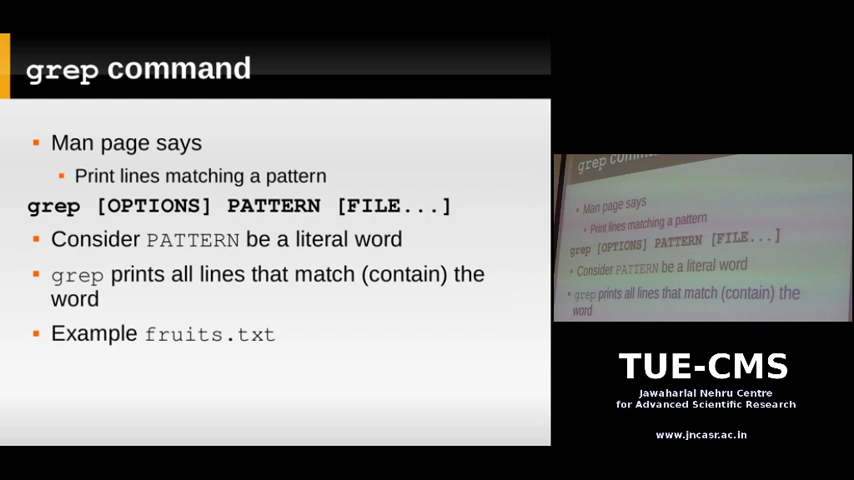 grep command
Man page says
Print lines matching a pattern
grep [OPTIONS] PATTERN [FILE...]
Consider PATTERN be a literal word
grep prints all lines that match (contain) the
word
Example fruits.txt
grep comma
Man page says
Print lines matching a pattern
grep [OPTIONS] PATTERN [FILE...]
Consider PATTERN be a literal word
grep prints all lines that match (contain) the
word
TUE-CMS
Jawaharlal Nehru Centre
for Advanced Scientific Research
www.jncasr.ac.in